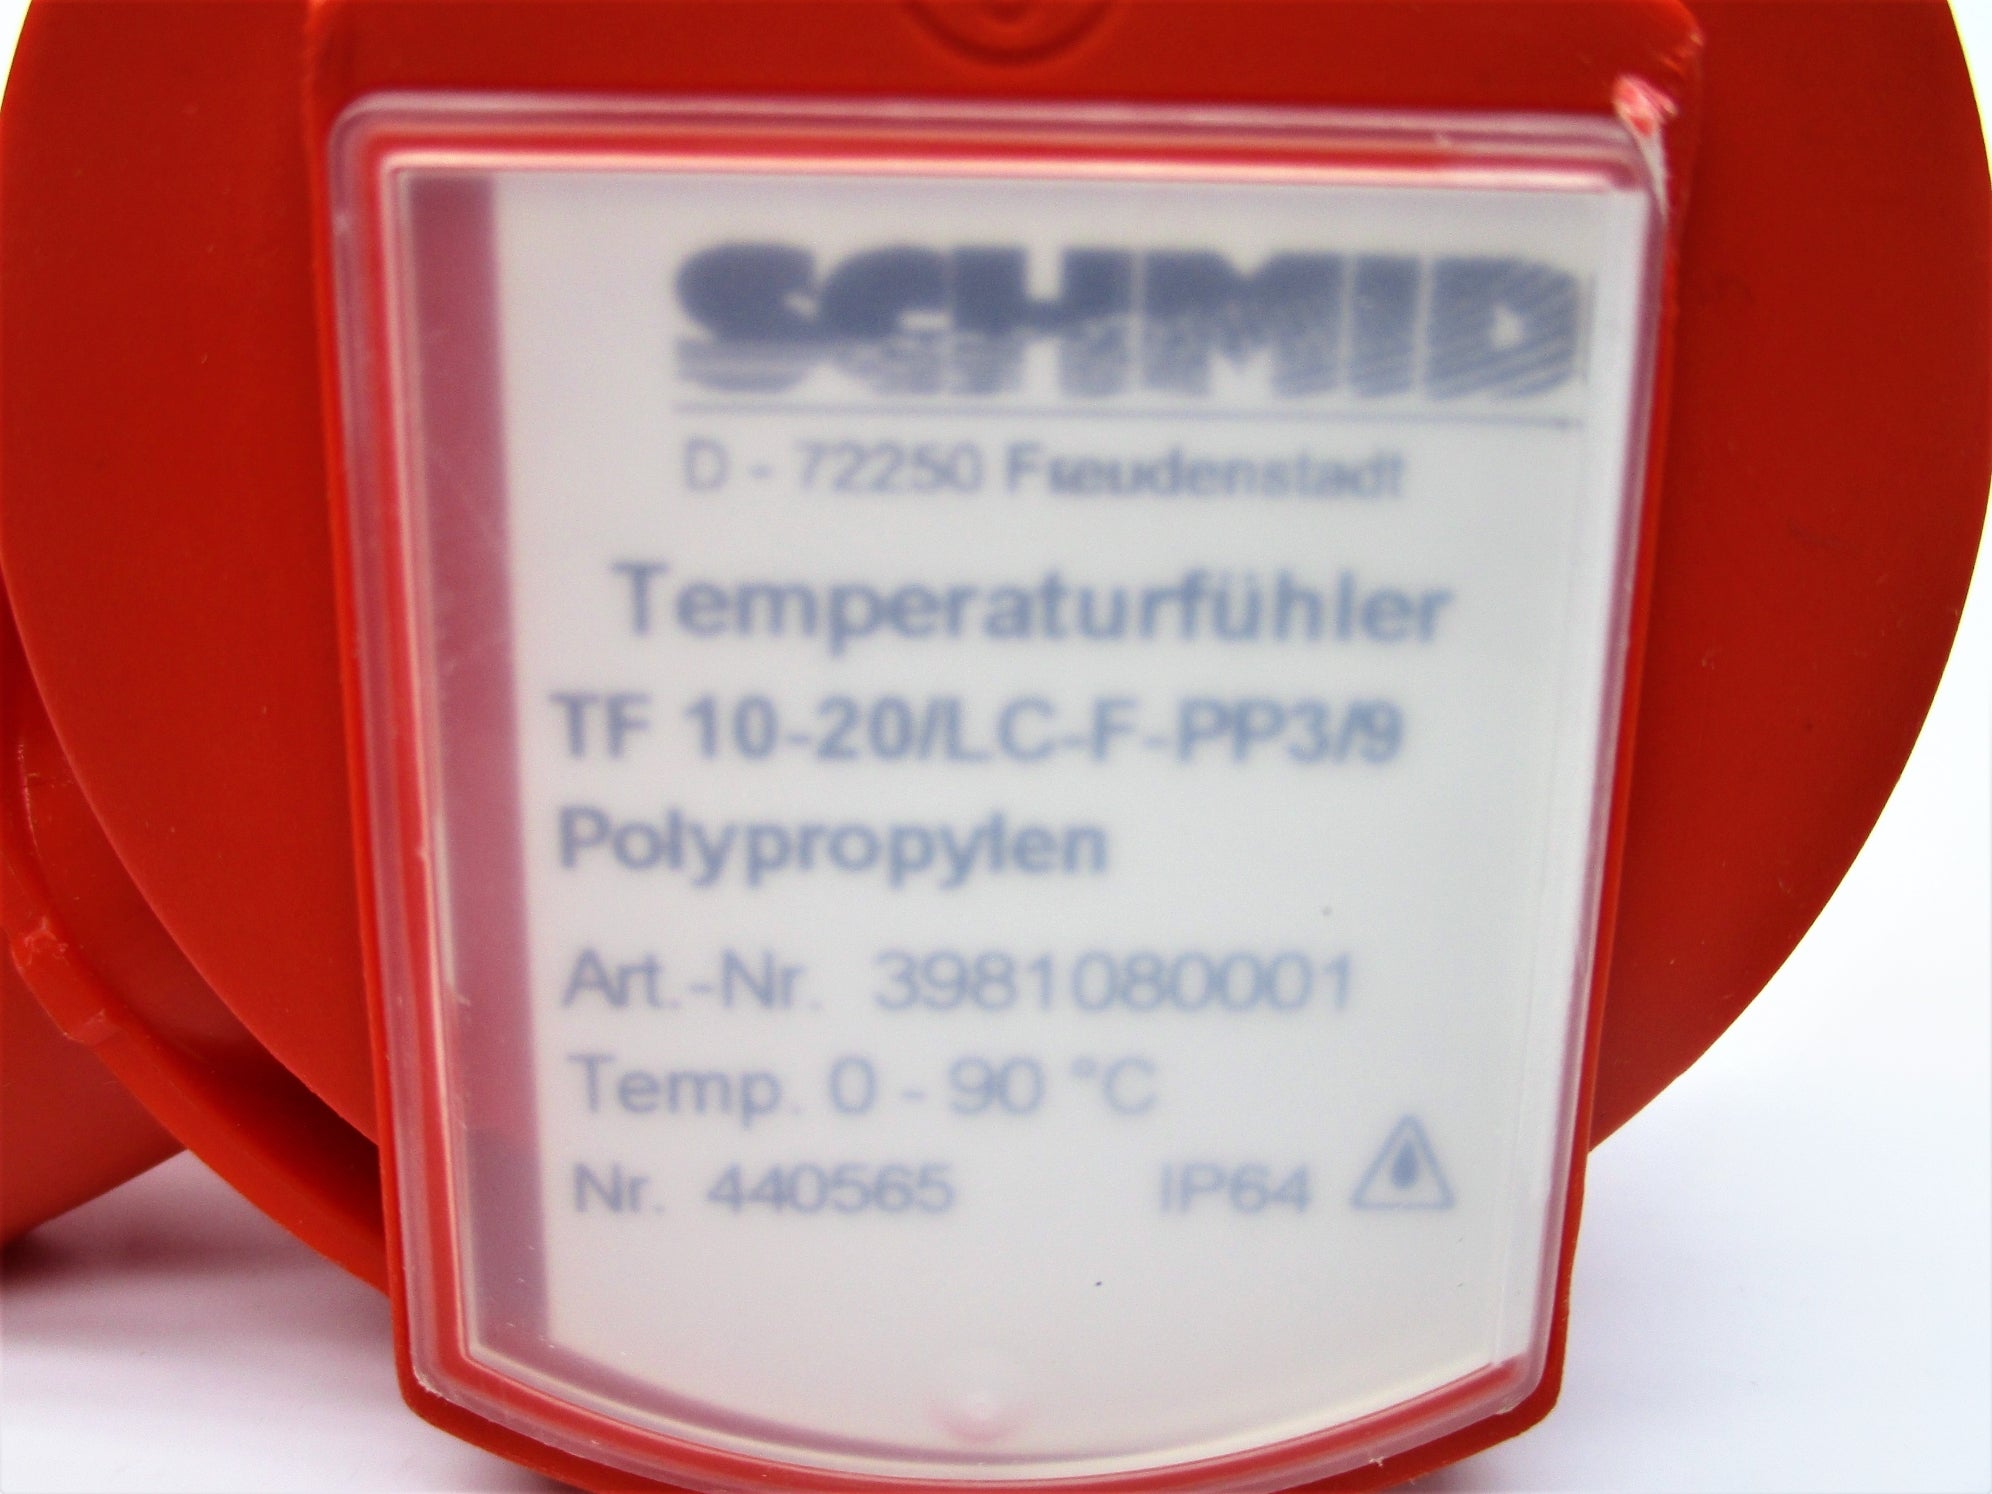 SCHMID
D - 72250 Freudenstadt
Temperaturfühler
TF 10-20/LC-F-PP3/9
Polypropylen
Art.-Nr. 3981080001
Temp. 0 - 90 °C
Nr. 440565 IP64